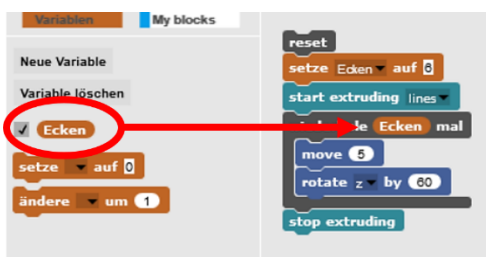 Variablen
My blocks
Neue Variable
Variable löschen
Ecken
setze auf 0
ändere um 1
reset
setze Ecken auf 6
start extruding lines
Ecken mal
move 5
rotate z by 60
stop extruding